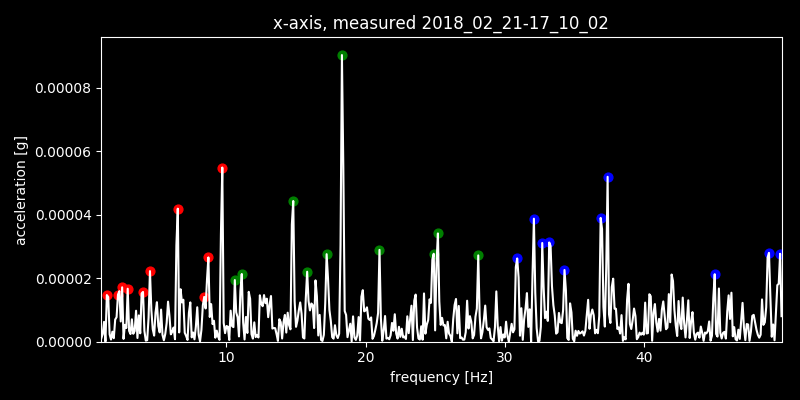 x-axis, measured 2018_02_21-17_10_02
acceleration [g]
0.00008
0.00006
0.00004
0.00002
0.00000
10 20 30 40
frequency [Hz]